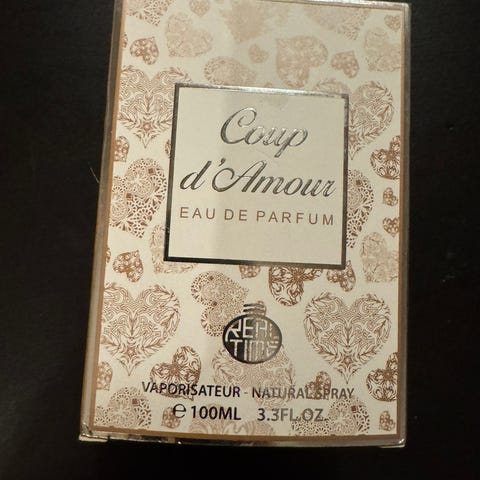 Coup
d'Amour
EAU DE PARFUM
REAL
TIME
VAPORISATEUR - NATURAL SPRAY
℮ 100ML 3.3FL.OZ.